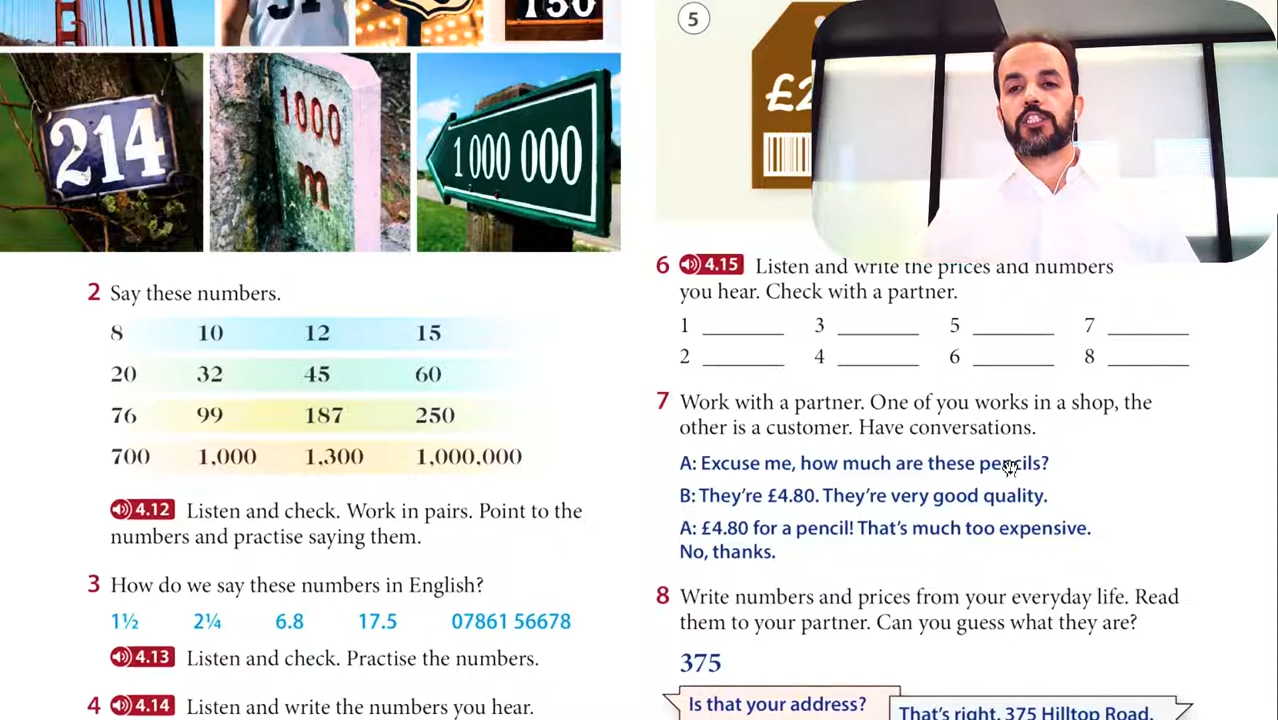 130
214
1000
m
1 000 000
2 Say these numbers.
8 10 12 15
20 32 45 60
76 99 187 250
700 1,000 1,300 1,000,000
4.12 Listen and check. Work in pairs. Point to the
numbers and practise saying them.
3 How do we say these numbers in English?
1½ 2¼ 6.8 17.5 07861 56678
4.13 Listen and check. Practise the numbers.
4 4.14 Listen and write the numbers you hear.
5
6 4.15 Listen and write the prices and numbers
you hear. Check with a partner.
1 ________ 3 ________ 5 ________ 7 ________
2 ________ 4 ________ 6 ________ 8 ________
7 Work with a partner. One of you works in a shop, the
other is a customer. Have conversations.
A: Excuse me, how much are these pencils?
B: They're £4.80. They're very good quality.
A: £4.80 for a pencil! That's much too expensive.
No, thanks.
8 Write numbers and prices from your everyday life. Read
them to your partner. Can you guess what they are?
375
Is that your address?
That's right. 375 Hilltop Road.